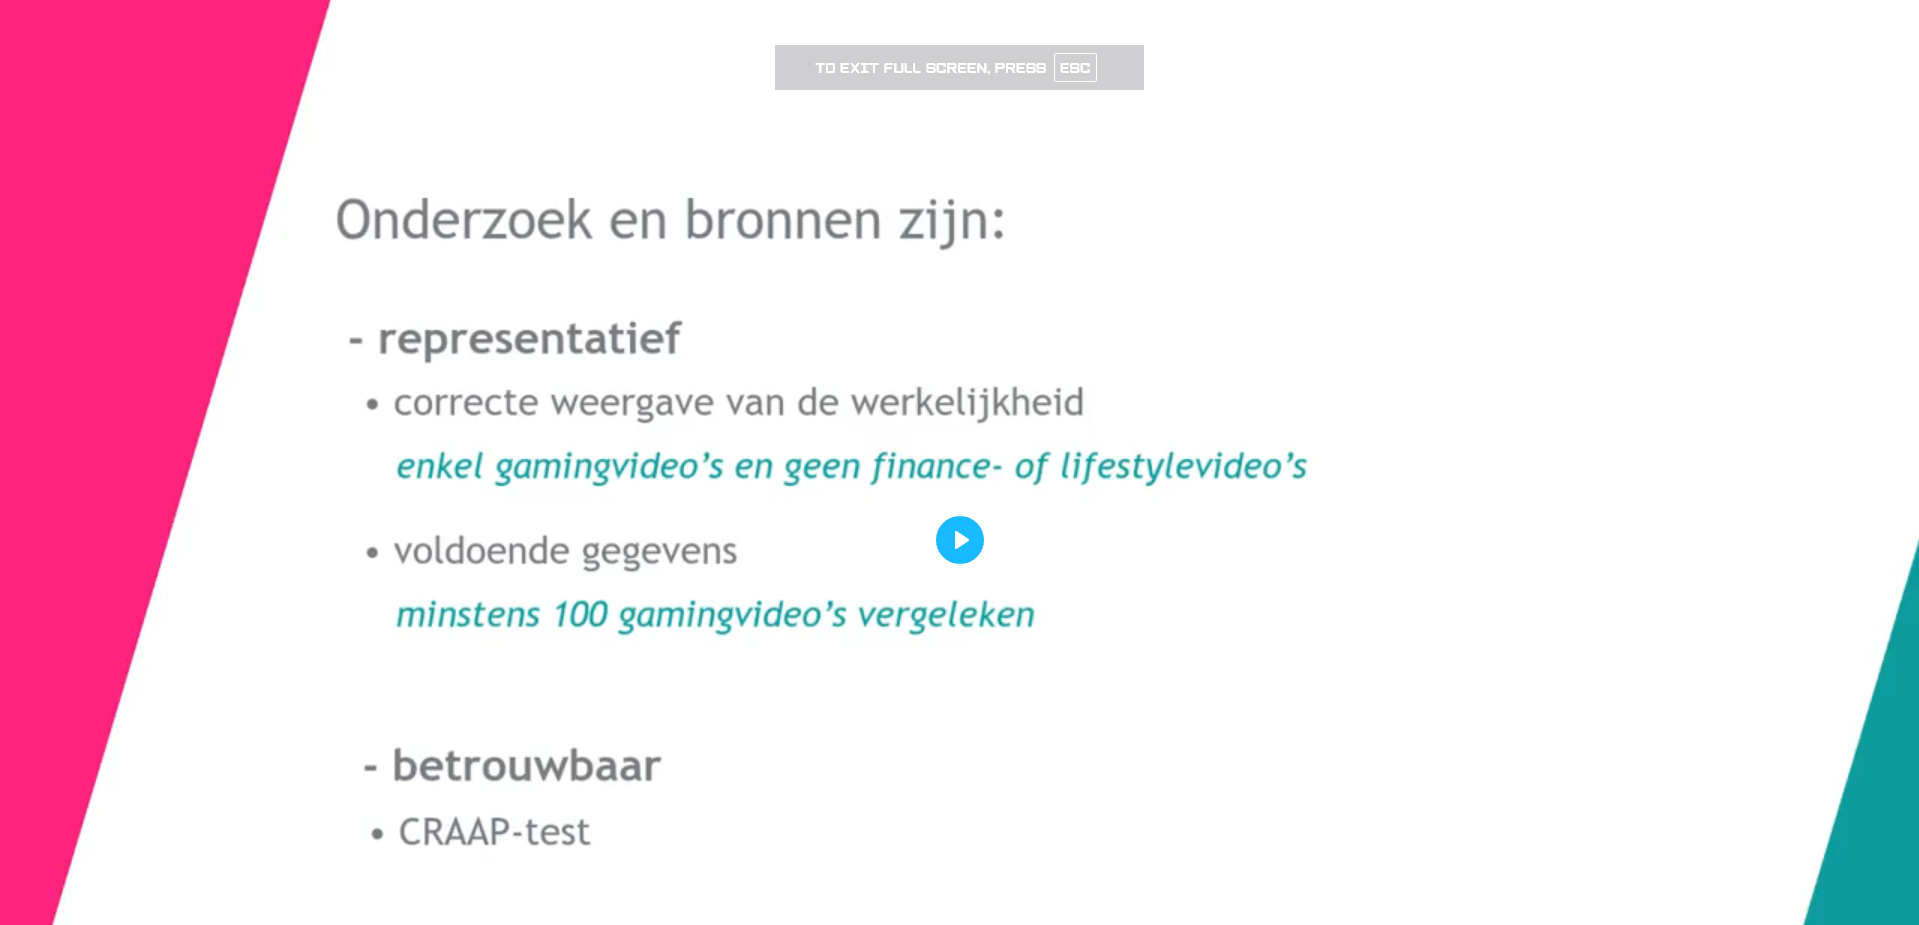 TO EXIT FULL SCREEN, PRESS ESC
Onderzoek en bronnen zijn:
- representatief
• correcte weergave van de werkelijkheid
enkel gamingvideo’s en geen finance- of lifestylevideo’s
• voldoende gegevens
minstens 100 gamingvideo’s vergeleken
- betrouwbaar
• CRAAP-test